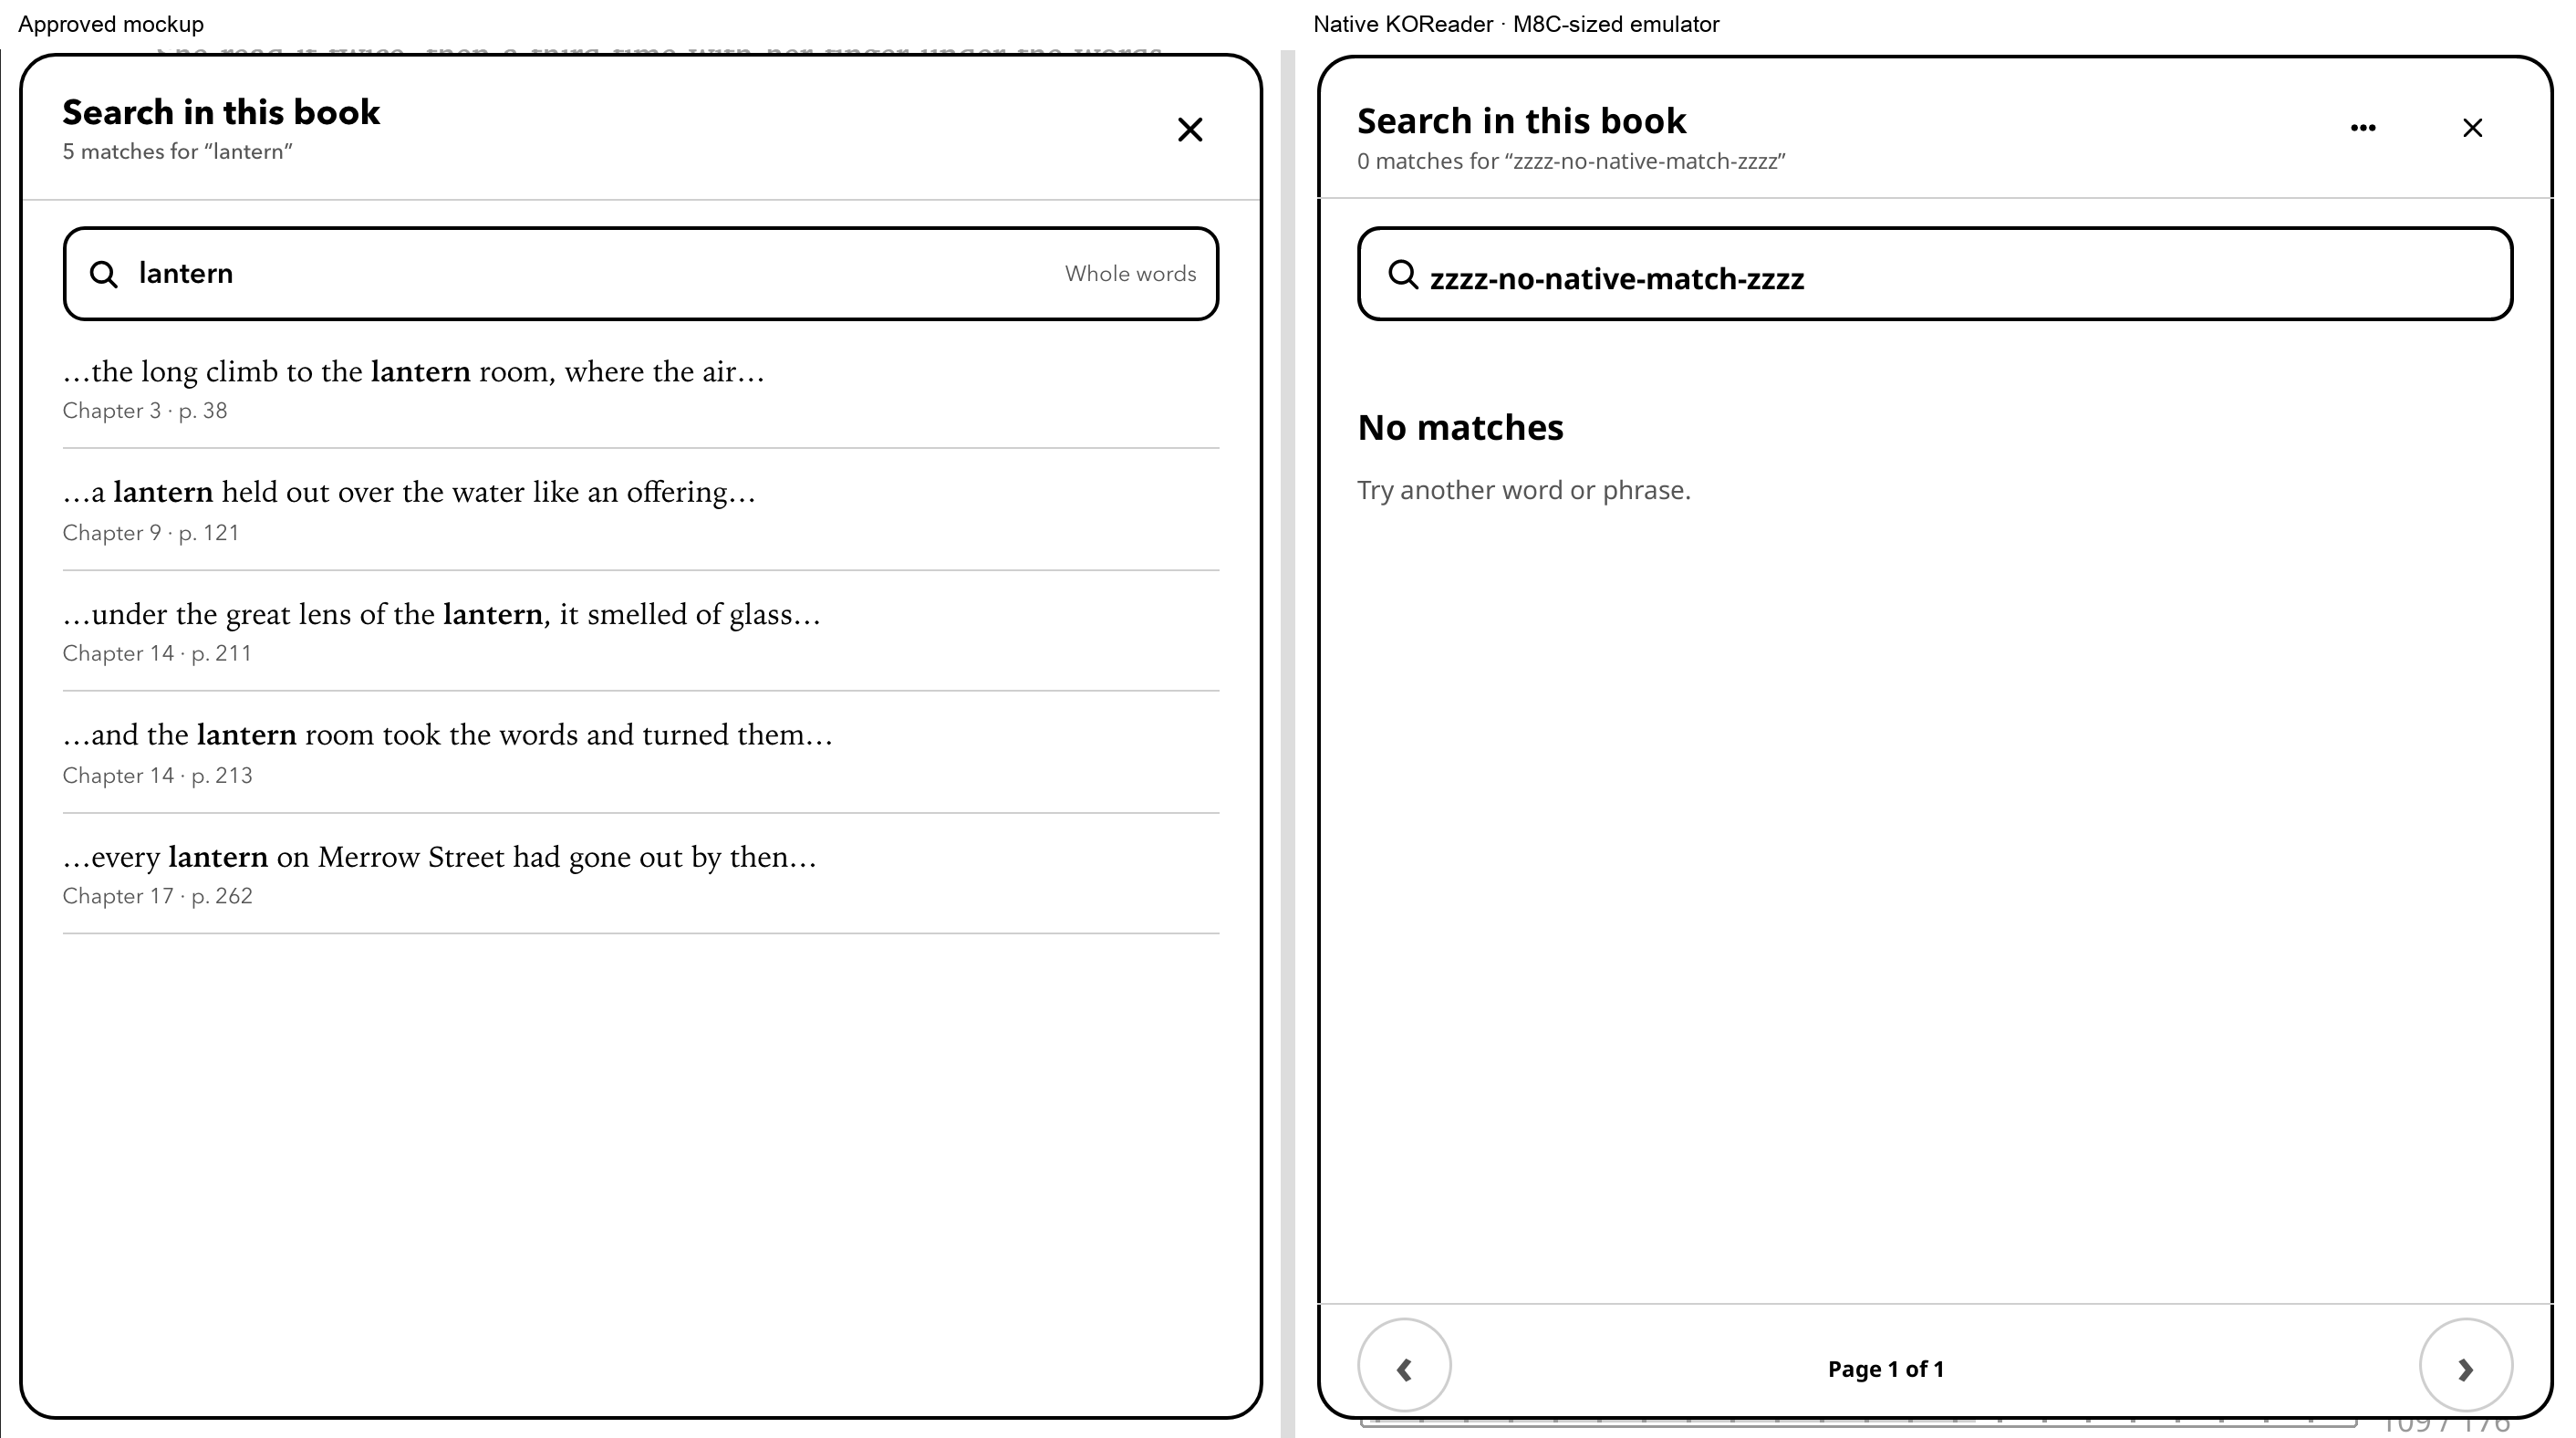 Approved mockup
Search in this book
5 matches for “lantern”
lantern
Whole words
…the long climb to the lantern room, where the air…
Chapter 3 · p. 38
…a lantern held out over the water like an offering…
Chapter 9 · p. 121
…under the great lens of the lantern, it smelled of glass…
Chapter 14 · p. 211
…and the lantern room took the words and turned them…
Chapter 14 · p. 213
…every lantern on Merrow Street had gone out by then…
Chapter 17 · p. 262
Native KOReader · M8C-sized emulator
Search in this book
0 matches for “zzzz-no-native-match-zzzz”
zzzz-no-native-match-zzzz
No matches
Try another word or phrase.
Page 1 of 1